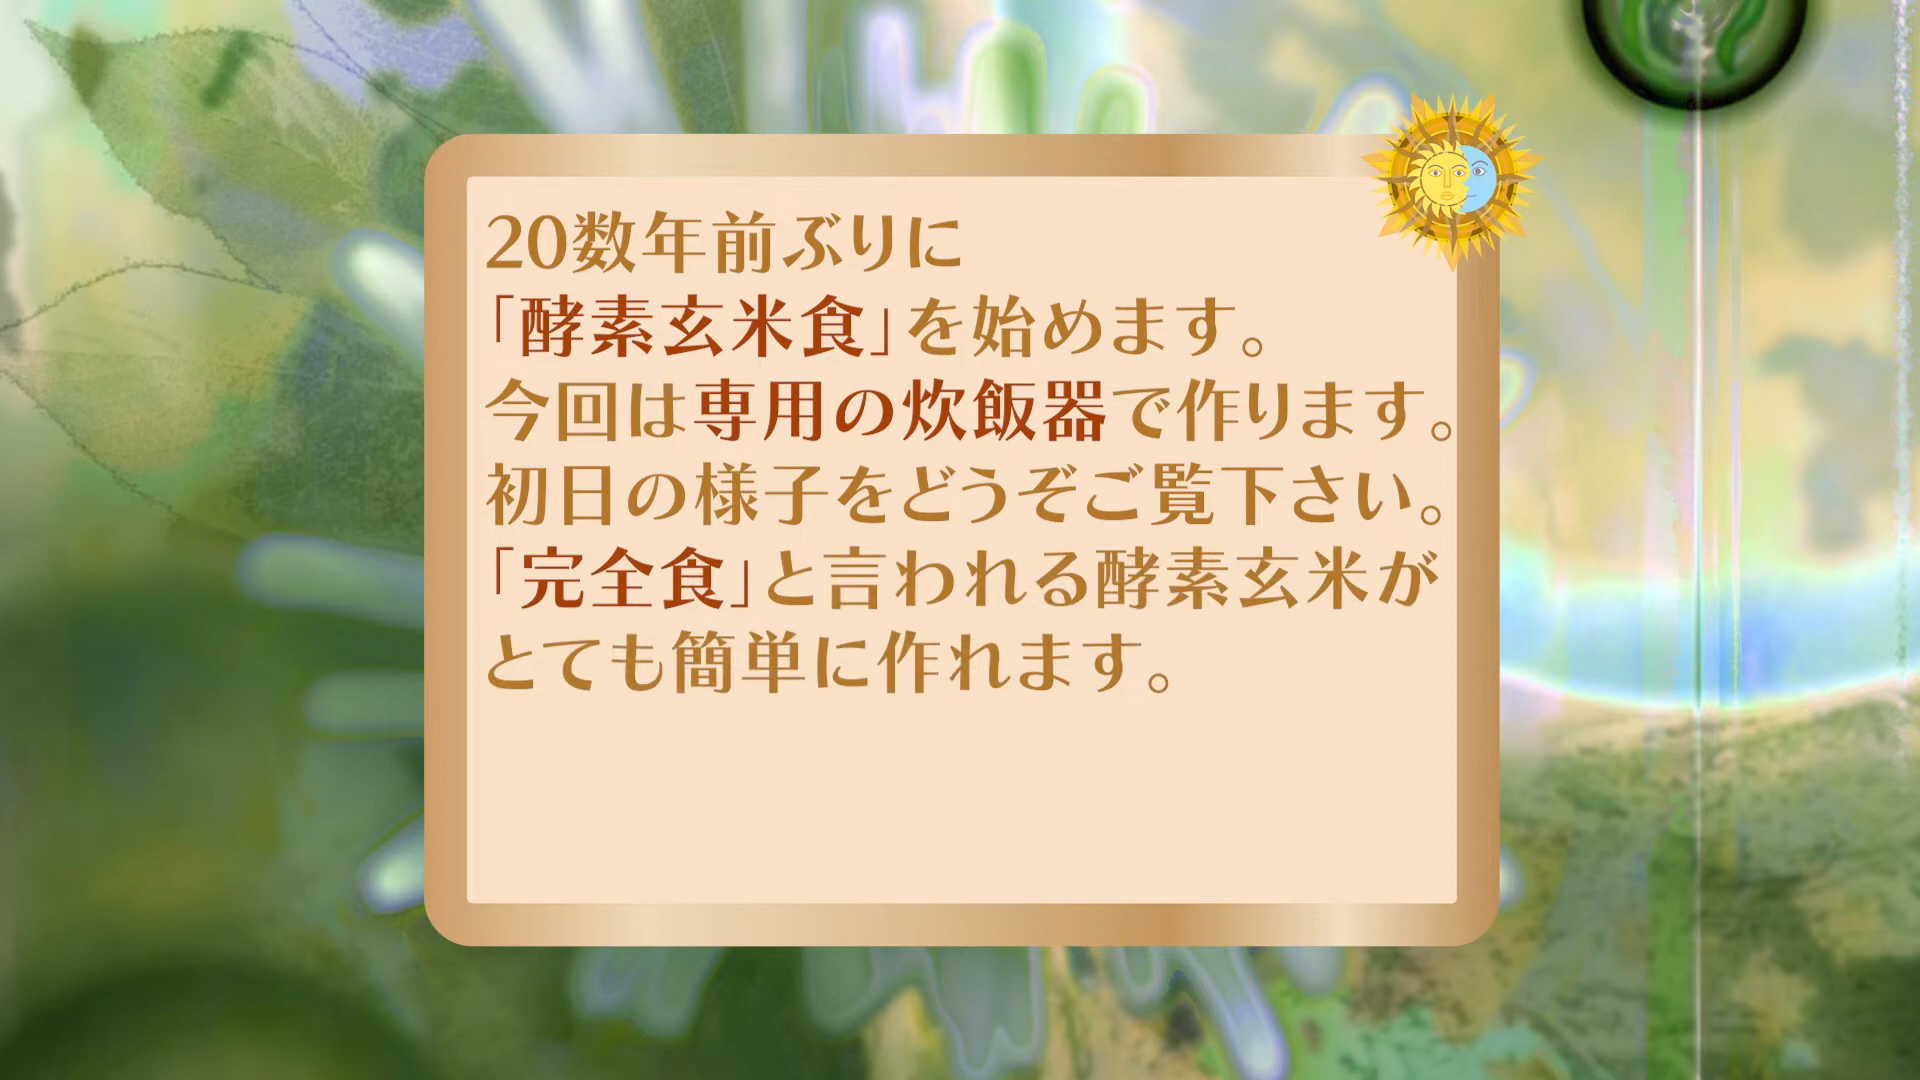 20数年前ぶりに
「酵素玄米食」を始めます。
今回は専用の炊飯器で作ります。
初日の様子をどうぞご覧下さい。
「完全食」と言われる酵素玄米が
とても簡単に作れます。